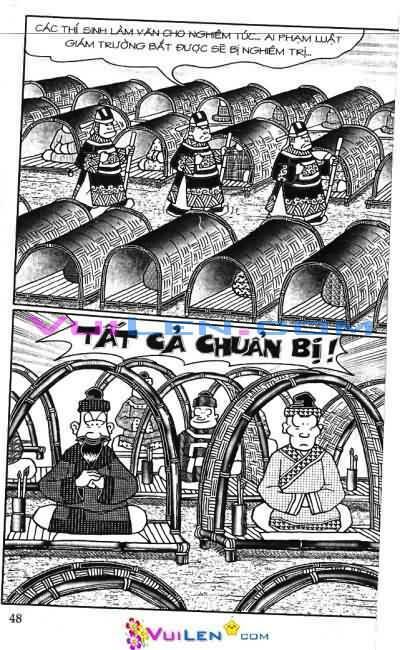 CÁC THÍ SINH LÀM VĂN CHO NGHIÊM TÚC... AI PHẠM LUẬT
GIÁM TRƯỜNG BẮT ĐƯỢC SẼ BỊ NGHIÊM TRỊ...
VuiLen.com
TẤT CẢ CHUẨN BỊ!
48
VuiLen.com